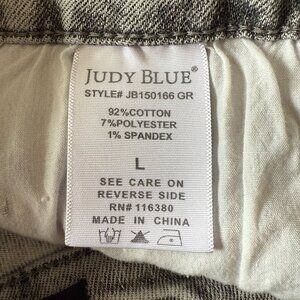 JUDY BLUE®
STYLE# JB150166 GR
92%COTTON
7%POLYESTER
1% SPANDEX
L
SEE CARE ON
REVERSE SIDE
RN# 116380
MADE IN CHINA